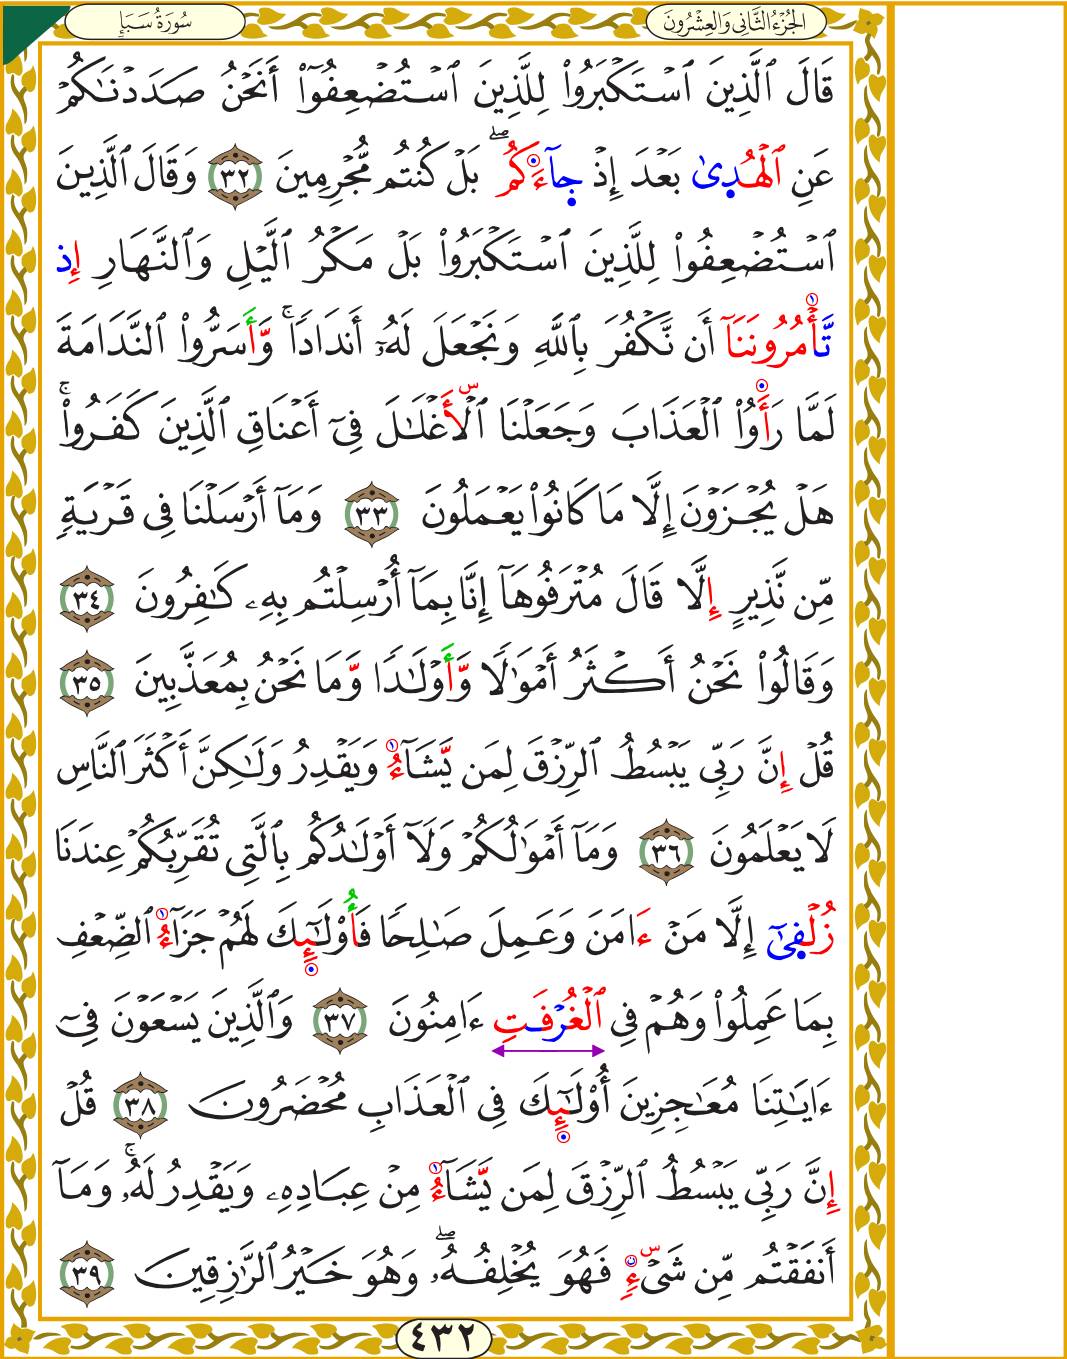 الجُزْءُ الثَّانِي وَالعِشْرُونَ
سُورَةُ سَبَإٍ
قَالَ ٱلَّذِينَ ٱسْتَكْبَرُوا۟ لِلَّذِينَ ٱسْتُضْعِفُوٓا۟ أَنَحْنُ صَدَدْنَٰكُمْ
عَنِ ٱلْهُدِىٰ بَعْدَ إِذْ جِآءَكُمۖ بَلْ كُنتُم مُّجْرِمِينَ ٣٢ وَقَالَ ٱلَّذِينَ
ٱسْتُضْعِفُوا۟ لِلَّذِينَ ٱسْتَكْبَرُوا۟ بَلْ مَكْرُ ٱلَّيْلِ وَٱلنَّهَارِ إِذ
تَّأْمُرُونَنَآ أَن نَّكْفُرَ بِٱللَّهِ وَنَجْعَلَ لَهُۥٓ أَندَادًاۚ وَّأَسَرُّوا۟ ٱلنَّدَامَةَ
لَمَّا رَأَوُا۟ ٱلْعَذَابَ وَجَعَلْنَا ٱلْأَغْلَٰلَ فِىٓ أَعْنَاقِ ٱلَّذِينَ كَفَرُوا۟ۚ
هَلْ يُجْزَوْنَ إِلَّا مَا كَانُوا۟ يَعْمَلُونَ ٣٣ وَمَآ أَرْسَلْنَا فِى قَرْيَةٍ
مِّن نَّذِيرٍ إِلَّا قَالَ مُتْرَفُوهَآ إِنَّا بِمَآ أُرْسِلْتُم بِهِۦ كَٰفِرُونَ ٣٤
وَقَالُوا۟ نَحْنُ أَكْثَرُ أَمْوَٰلًا وَّأَوْلَٰدًا وَّمَا نَحْنُ بِمُعَذَّبِينَ ٣٥
قُلْ إِنَّ رَبِّى يَبْسُطُ ٱلرِّزْقَ لِمَن يَّشَآءُ وَيَقْدِرُ وَلَٰكِنَّ أَكْثَرَ ٱلنَّاسِ
لَا يَعْلَمُونَ ٣٦ وَمَآ أَمْوَٰلُكُمْ وَلَآ أَوْلَٰدُكُم بِٱلَّتِى تُقَرِّبُكُمْ عِندَنَا
زُلْفِىٰٓ إِلَّا مَنْ ءَامَنَ وَعَمِلَ صَٰلِحًا فَأُو۟لَٰٓئِكَ لَهُمْ جَزَآءُ ٱلضِّعْفِ
بِمَا عَمِلُوا۟ وَهُمْ فِى ٱلْغُرْفَتِ ءَامِنُونَ ٣٧ وَٱلَّذِينَ يَسْعَوْنَ فِىٓ
ءَايَٰتِنَا مُعَٰجِزِينَ أُو۟لَٰٓئِكَ فِى ٱلْعَذَابِ مُحْضَرُونَ ٣٨ قُلْ
إِنَّ رَبِّى يَبْسُطُ ٱلرِّزْقَ لِمَن يَّشَآءُ مِنْ عِبَادِهِۦ وَيَقْدِرُ لَهُۥۚ وَمَآ
أَنفَقْتُم مِّن شَىْءٍ فَهُوَ يُخْلِفُهُۥۖ وَهُوَ خَيْرُ ٱلرَّٰزِقِينَ ٣٩
٤٣٢